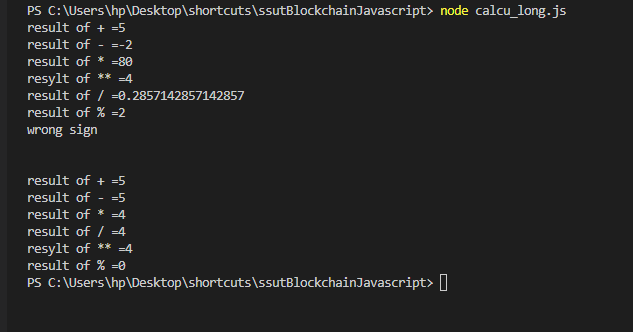 PS C:\Users\hp\Desktop\shortcuts\ssutBlockchainJavascript> node calcu_long.js
result of + =5
result of - =-2
result of * =80
resylt of ** =4
result of / =0.2857142857142857
result of % =2
wrong sign
result of + =5
result of - =5
result of * =4
result of / =4
resylt of ** =4
result of % =0
PS C:\Users\hp\Desktop\shortcuts\ssutBlockchainJavascript>